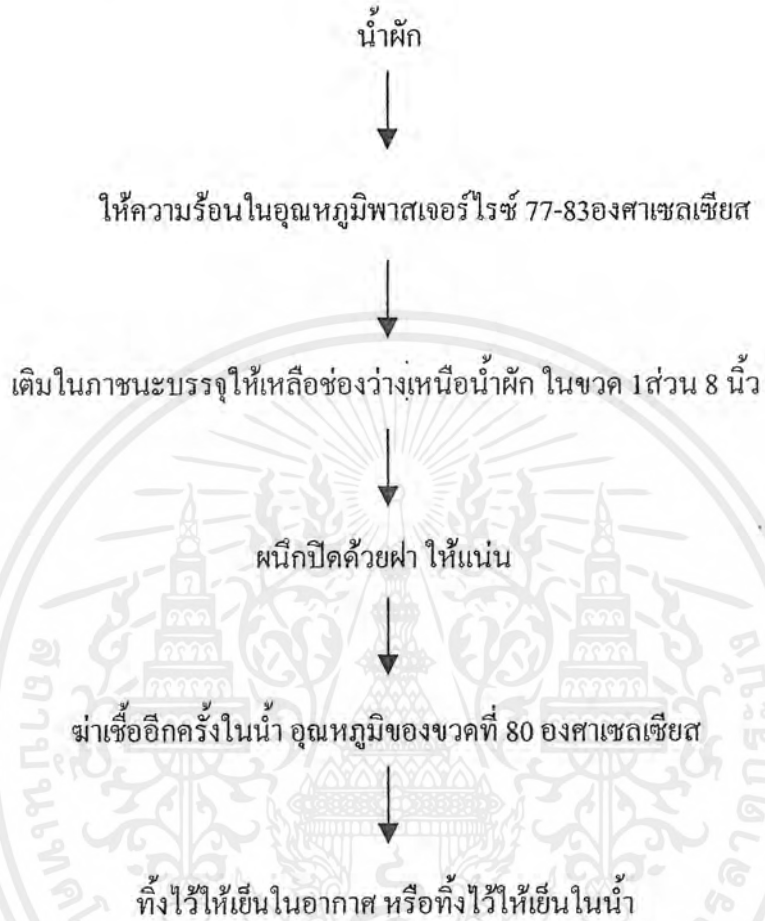 น้ำผัก
ให้ความร้อนในอุณหภูมิพาสเจอร์ไรซ์ 77-83องศาเซลเซียส
เติมในภาชนะบรรจุให้เหลือช่องว่างเหนือน้ำผัก ในขวด 1ส่วน 8 นิ้ว
ผนึกปิดด้วยฝา ให้แน่น
ฆ่าเชื้ออีกครั้งในน้ำ อุณหภูมิของขวดที่ 80 องศาเซลเซียส
ทิ้งไว้ให้เย็นในอากาศ หรือทิ้งไว้ให้เย็นในน้ำ